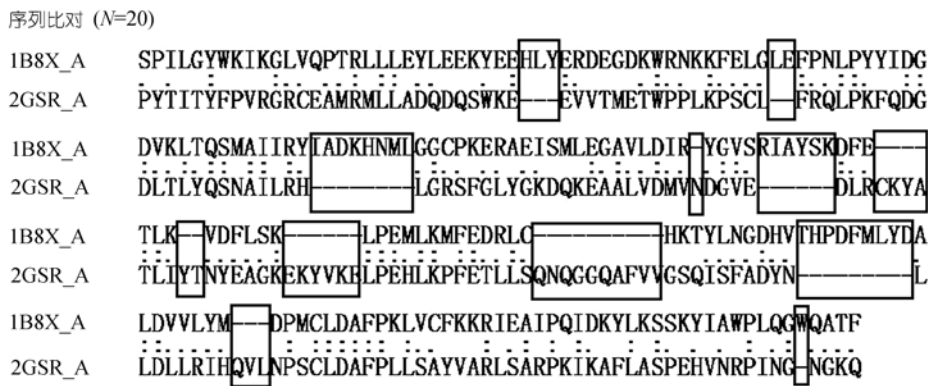 序列比对 (N=20)
1B8X_A SPILGYWKIKGLVQPTRLLLEYLEEKYEEHLYERDEGDKWRNKKFELGLEFPNLPYYIDG
2GSR_A PYTITYFPVRGRCEAMRMLLADQDQSWKE---EVVTMETWPPLKPSCL--FRQLPKFQDG
1B8X_A DVKLTQSMAIIRYIADKHNMLGGCPKERAEISMLEGAVLDIR-YGVSRIAYSKDFE----
2GSR_A DLTLYQSNAILRH--------LGRSFGLYGKDQKEAALVDMVNDGVE------DLRCKYA
1B8X_A TLK--VDFLSK------LPEMLKMFEDRLC----------HKTYLNGDHVTHPDFMLYDA
2GSR_A TLIYTNYEAGKEKYVKELPEHLKPFETLLSQNQGGQAFVVGSQISFADYN---------L
1B8X_A LDVVLYM---DPMCLDAFPKLVCFKKRIEAIPQIDKYLKSSKYIAWPLQGWQATF
2GSR_A LDLLRIHQVLNPSCLDAFPLLSAYVARLSARPKIKAFLASPEHVNRPING-NGKQ